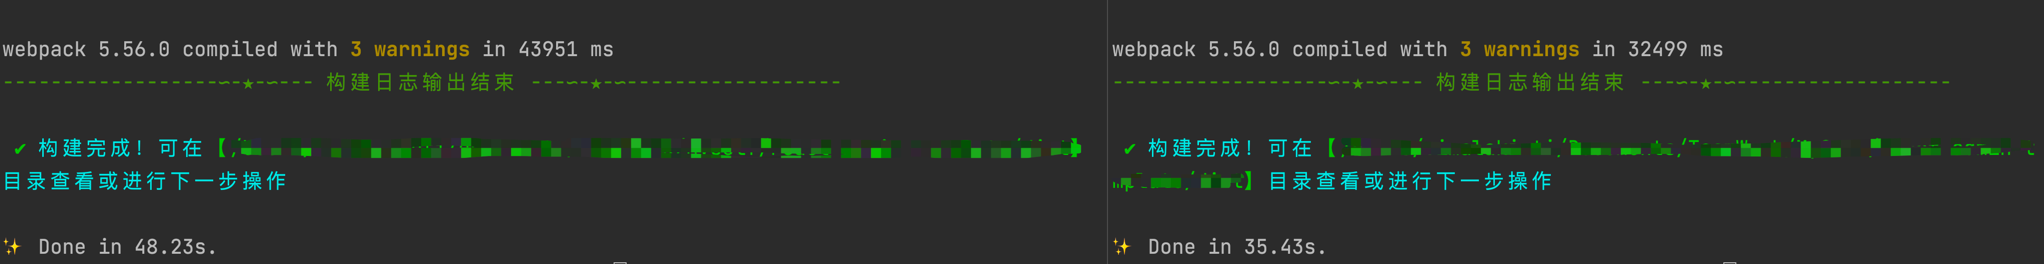 webpack 5.56.0 compiled with 3 warnings in 43951 ms
------------------~-★-~---- 构建日志输出结束 ---~-★-~------------------
✔ 构建完成！可在【
目录查看或进行下一步操作
✨ Done in 48.23s.
webpack 5.56.0 compiled with 3 warnings in 32499 ms
------------------~-★-~---- 构建日志输出结束 ---~-★-~------------------
✔ 构建完成！可在【
】目录查看或进行下一步操作
✨ Done in 35.43s.